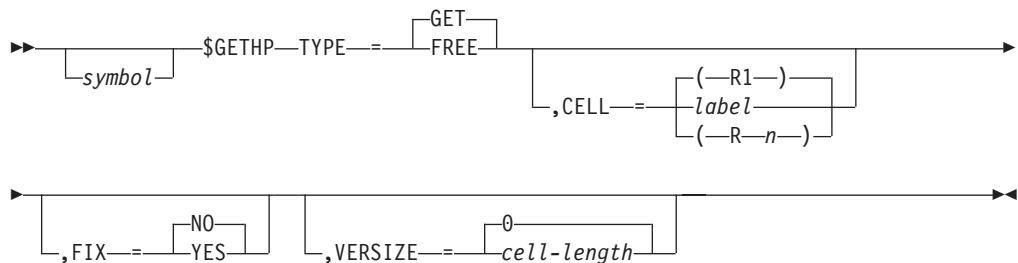 GET
$GETHP TYPE = FREE
symbol
( R1 )
,CELL = label
( R n )
NO 0
,FIX = YES ,VERSIZE = cell-length